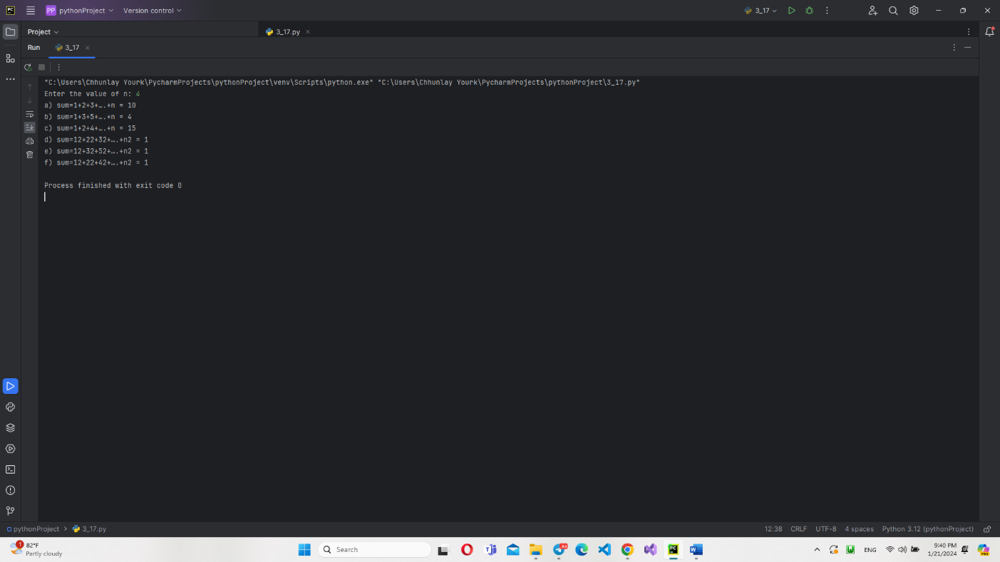 PC PP pythonProject Version control 3_17
Project 3_17.py
Run 3_17
"C:\Users\Chhunlay Yourk\PycharmProjects\pythonProject\venv\Scripts\python.exe" "C:\Users\Chhunlay Yourk\PycharmProjects\pythonProject\3_17.py"
Enter the value of n: 4
a) sum=1+2+3+….+n = 10
b) sum=1+3+5+….+n = 4
c) sum=1+2+4+….+n = 15
d) sum=12+22+32+….+n2 = 1
e) sum=12+32+52+….+n2 = 1
f) sum=12+22+42+….+n2 = 1
Process finished with exit code 0
pythonProject > 3_17.py 12:38 CRLF UTF-8 4 spaces Python 3.12 (pythonProject)
1 82°F Search 84 ENG 9:40 PM
Partly cloudy 1/21/2024